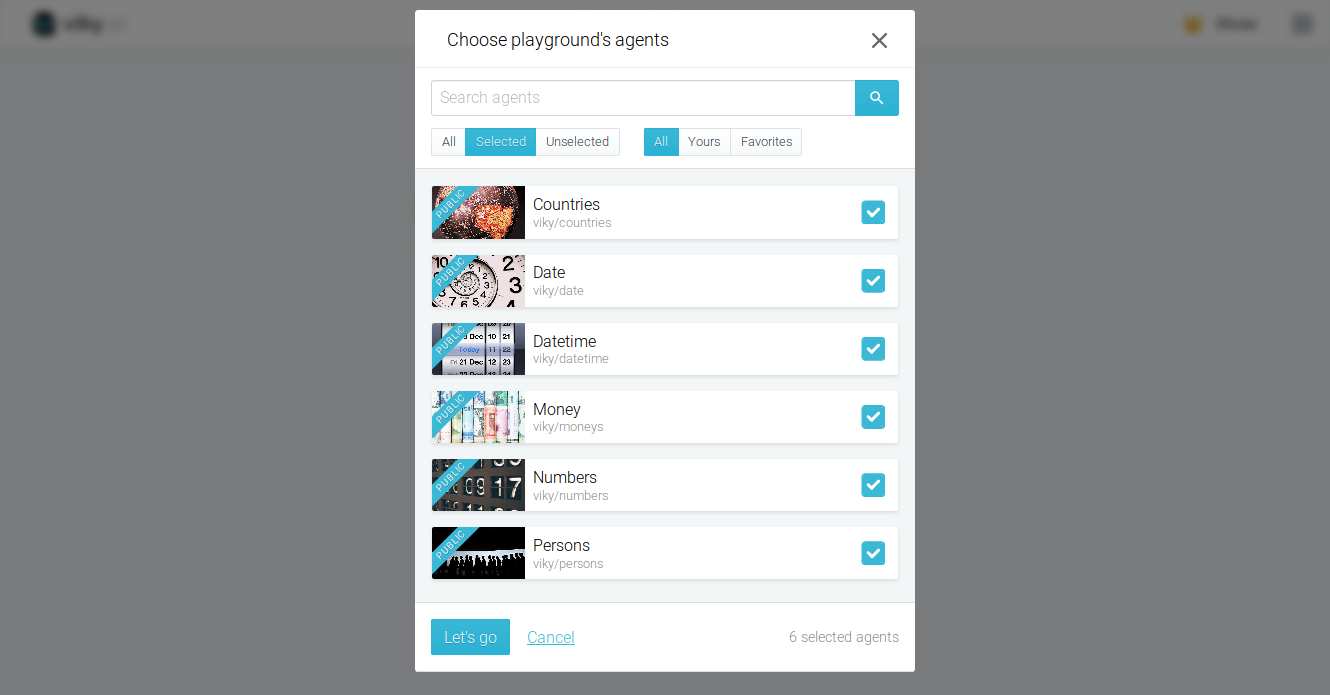 viky
Choose playground's agents
Search agents
All Selected Unselected All Yours Favorites
PUBLIC
Countries
viky/countries
PUBLIC
Date
viky/date
PUBLIC
Datetime
viky/datetime
PUBLIC
Money
viky/moneys
PUBLIC
Numbers
viky/numbers
PUBLIC
Persons
viky/persons
Let's go Cancel 6 selected agents